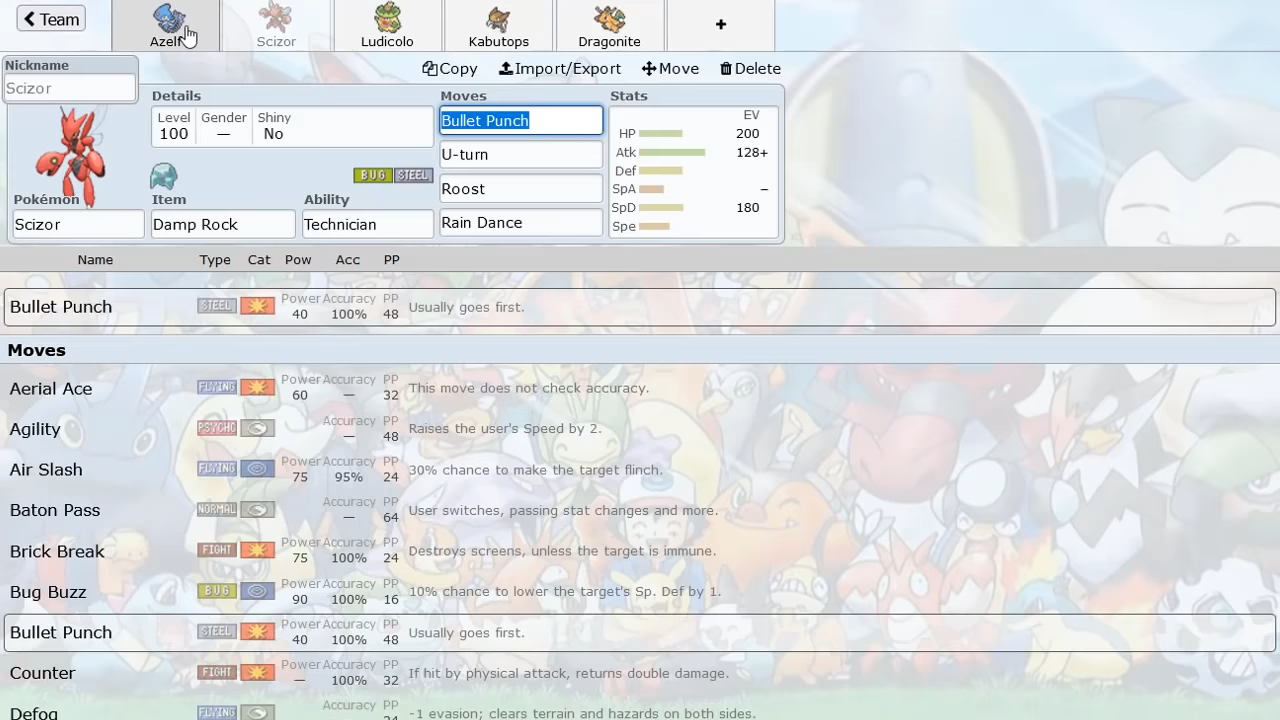 Team
Azelf
Scizor
Ludicolo
Kabutops
Dragonite
+
Copy
Import/Export
Move
Delete
Nickname
Scizor
Details
Moves
Stats
Level
100
Gender
—
Shiny
No
Bullet Punch
U-turn
Roost
Rain Dance
EV
HP 200
Atk 128+
Def
SpA –
SpD 180
Spe
BUG STEEL
Pokémon
Scizor
Item
Damp Rock
Ability
Technician
Name Type Cat Pow Acc PP
Bullet Punch STEEL Power 40 Accuracy 100% PP 48 Usually goes first.
Moves
Aerial Ace FLYING Power 60 Accuracy — PP 32 This move does not check accuracy.
Agility PSYCHC Accuracy — PP 48 Raises the user's Speed by 2.
Air Slash FLYING Power 75 Accuracy 95% PP 24 30% chance to make the target flinch.
Baton Pass NORMAL Accuracy — PP 64 User switches, passing stat changes and more.
Brick Break FIGHT Power 75 Accuracy 100% PP 24 Destroys screens, unless the target is immune.
Bug Buzz BUG Power 90 Accuracy 100% PP 16 10% chance to lower the target's Sp. Def by 1.
Bullet Punch STEEL Power 40 Accuracy 100% PP 48 Usually goes first.
Counter FIGHT Power — Accuracy 100% PP 32 If hit by physical attack, returns double damage.
Defog FLYING Accuracy — PP 24 -1 evasion; clears terrain and hazards on both sides.